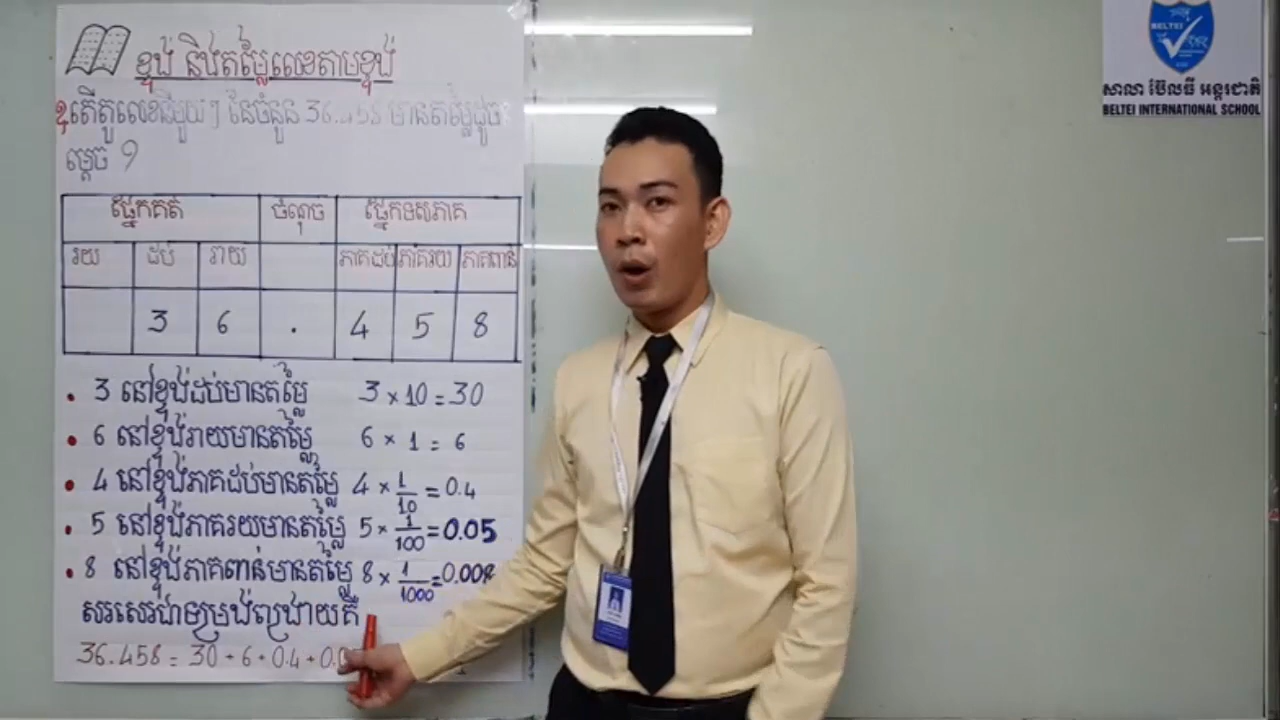 ខ្ទង់ និងតម្លៃលេខតាមខ្ទង់
តើតួលេខនីមួយៗ នៃចំនួន 36.458 មានតម្លៃដូច
ម្តេច ?
ផ្នែកគត់ ចំណុច ផ្នែកទសភាគ
រយ ដប់ រាយ ភាគដប់ ភាគរយ ភាគពាន់
3 6 . 4 5 8
• 3 នៅខ្ទង់ដប់មានតម្លៃ 3 × 10 = 30
• 6 នៅខ្ទង់រាយមានតម្លៃ 6 × 1 = 6
• 4 នៅខ្ទង់ភាគដប់មានតម្លៃ 4 × 1/10 = 0.4
• 5 នៅខ្ទង់ភាគរយមានតម្លៃ 5 × 1/100 = 0.05
• 8 នៅខ្ទង់ភាគពាន់មានតម្លៃ 8 × 1/1000 = 0.008
សរសេរជាទម្រង់ពង្រាយគឺ
36.458 = 30 + 6 + 0.4 + 0.0
BELTEI
សាលា ប៊ែលធី អន្តរជាតិ
BELTEI INTERNATIONAL SCHOOL